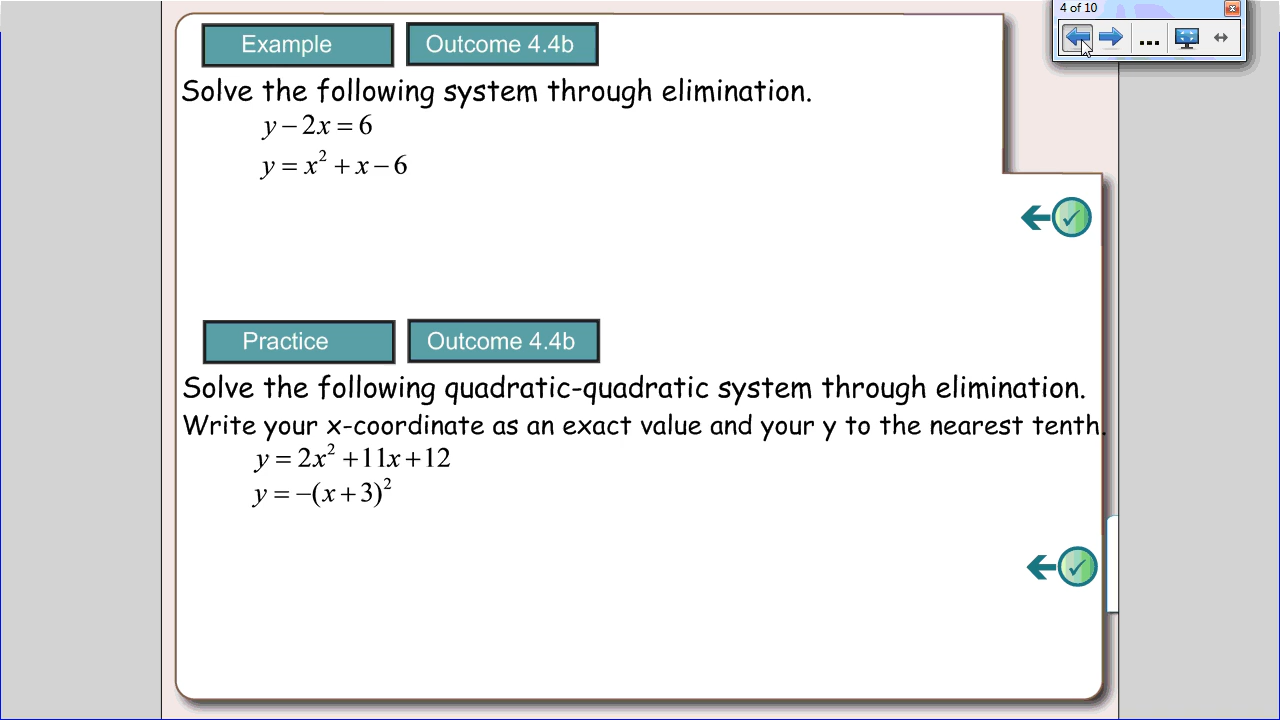 4 of 10
Example
Outcome 4.4b
Solve the following system through elimination.
y − 2x = 6
y = x² + x − 6
Practice
Outcome 4.4b
Solve the following quadratic-quadratic system through elimination.
Write your x-coordinate as an exact value and your y to the nearest tenth.
y = 2x² + 11x + 12
y = −(x + 3)²